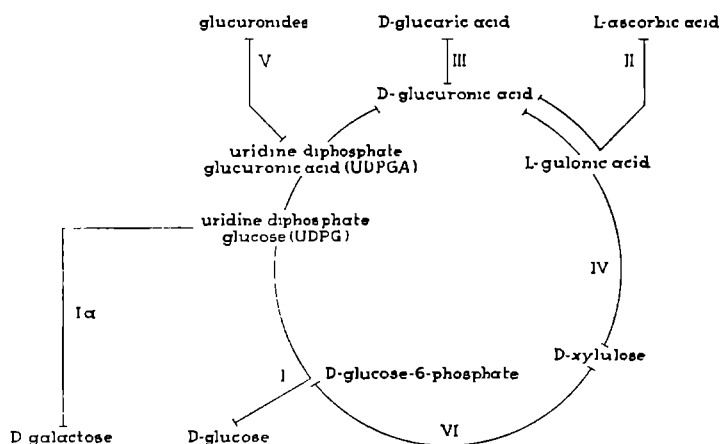 glucuronides
D-glucaric acid
L-ascorbic acid
V
III
II
D-glucuronic acid
uridine diphosphate
glucuronic acid (UDPGA)
L-gulonic acid
uridine diphosphate
glucose (UDPG)
IV
Ia
D-xylulose
I
D-glucose-6-phosphate
D galactose
D-glucose
VI